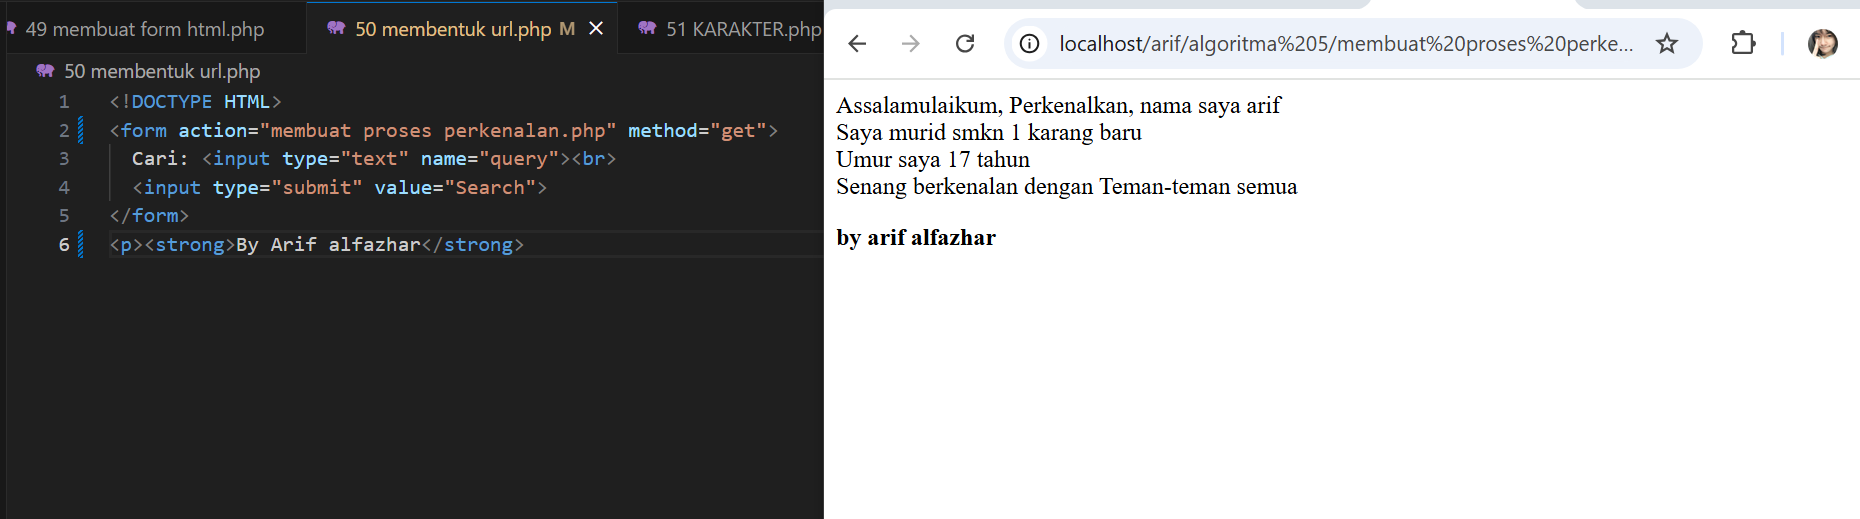 49 membuat form html.php
50 membentuk url.php M
51 KARAKTER.php
50 membentuk url.php
1 <!DOCTYPE HTML>
2 <form action="membuat proses perkenalan.php" method="get">
3 Cari: <input type="text" name="query"><br>
4 <input type="submit" value="Search">
5 </form>
6 <p><strong>By Arif alfazhar</strong>
localhost/arif/algoritma%205/membuat%20proses%20perke...
Assalamulaikum, Perkenalkan, nama saya arif
Saya murid smkn 1 karang baru
Umur saya 17 tahun
Senang berkenalan dengan Teman-teman semua
by arif alfazhar